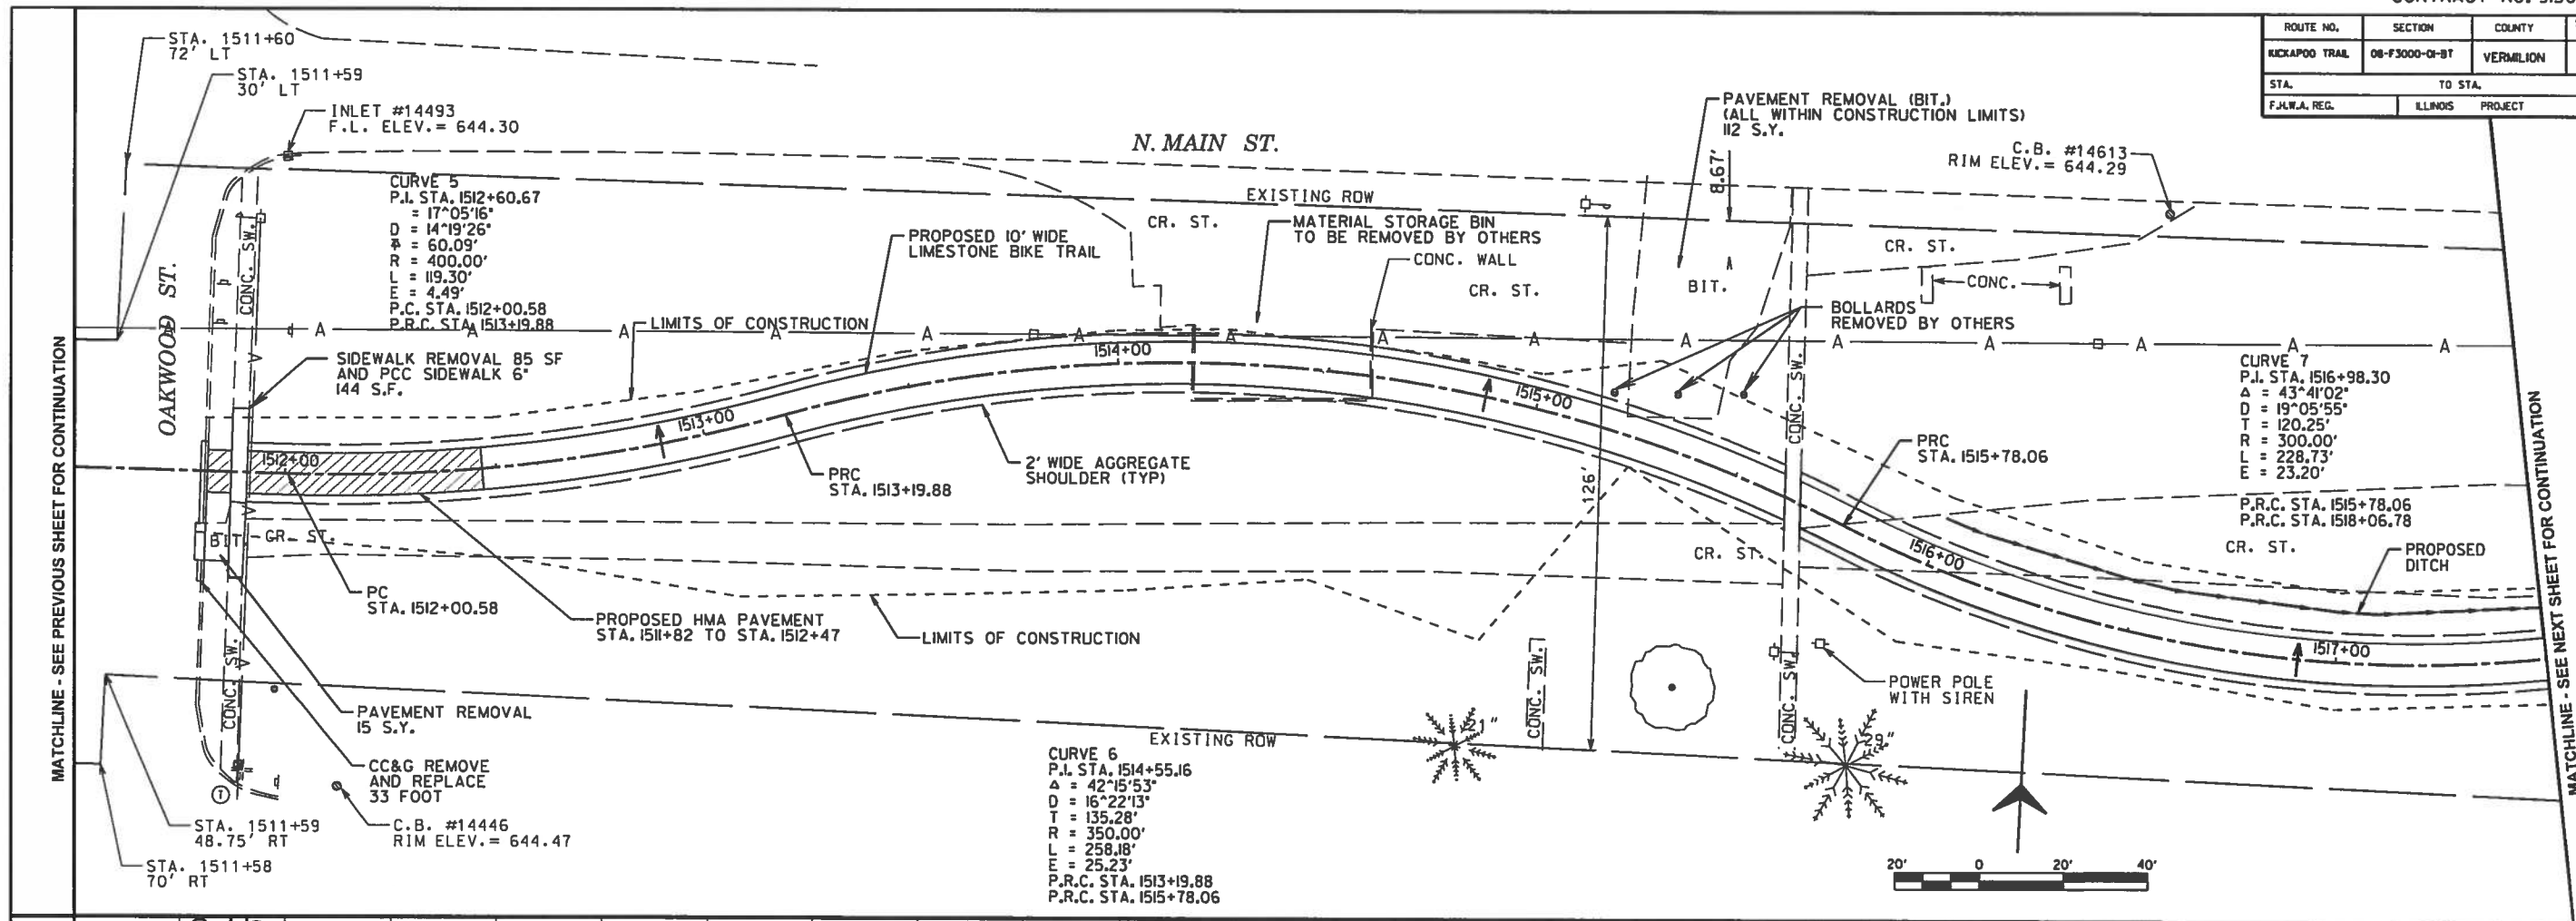 ROUTE NO.
SECTION
COUNTY
KICKAPOO TRAIL
08-F3000-01-BT
VERMILION
STA.
TO STA.
F.H.W.A. REG.
ILLINOIS
PROJECT
STA. 1511+60
72' LT
STA. 1511+59
30' LT
INLET #14493
F.L. ELEV.= 644.30
N. MAIN ST.
PAVEMENT REMOVAL (BIT.)
(ALL WITHIN CONSTRUCTION LIMITS)
112 S.Y.
8.67'
C.B. #14613
RIM ELEV.= 644.29
EXISTING ROW
CURVE 5
P.I. STA. 1512+60.67
= 17^05'16"
D = 14^19'26"
= 60.09'
R = 400.00'
L = 119.30'
E = 4.49'
P.C. STA. 1512+00.58
P.R.C. STA. 1513+19.88
CR. ST.
MATERIAL STORAGE BIN
TO BE REMOVED BY OTHERS
PROPOSED 10' WIDE
LIMESTONE BIKE TRAIL
CONC. WALL
CR. ST.
BIT.
CR. ST.
CONC.
BOLLARDS
REMOVED BY OTHERS
OAKWOOD ST.
CONC. SW.
A A A A A A A A A A A A A A A
LIMITS OF CONSTRUCTION
SIDEWALK REMOVAL 85 SF
AND PCC SIDEWALK 6"
144 S.F.
1514+00
1513+00
1515+00
1512+00
CONC. SW.
CURVE 7
P.I. STA. 1516+98.30
Δ = 43^41'02"
D = 19^05'55"
T = 120.25'
R = 300.00'
L = 228.73'
E = 23.20'
P.R.C. STA. 1515+78.06
P.R.C. STA. 1518+06.78
PRC
STA. 1515+78.06
2' WIDE AGGREGATE
SHOULDER (TYP)
PRC
STA. 1513+19.88
126'
BIT.
GR. ST.
CR. ST.
1516+00
CR. ST.
PROPOSED
DITCH
PC
STA. 1512+00.58
PROPOSED HMA PAVEMENT
STA. 1511+82 TO STA. 1512+47
LIMITS OF CONSTRUCTION
1517+00
CONC. SW.
CONC. SW.
CONC. SW.
POWER POLE
WITH SIREN
PAVEMENT REMOVAL
15 S.Y.
21"
29"
EXISTING ROW
CC&G REMOVE
AND REPLACE
33 FOOT
T
C.B. #14446
RIM ELEV.= 644.47
STA. 1511+59
48.75' RT
STA. 1511+58
70' RT
CURVE 6
P.I. STA. 1514+55.16
Δ = 42^15'53"
D = 16^22'13"
T = 135.28'
R = 350.00'
L = 258.18'
E = 25.23'
P.R.C. STA. 1513+19.88
P.R.C. STA. 1515+78.06
20' 0 20' 40'
MATCHLINE - SEE PREVIOUS SHEET FOR CONTINUATION
MATCHLINE - SEE NEXT SHEET FOR CONTINUATION